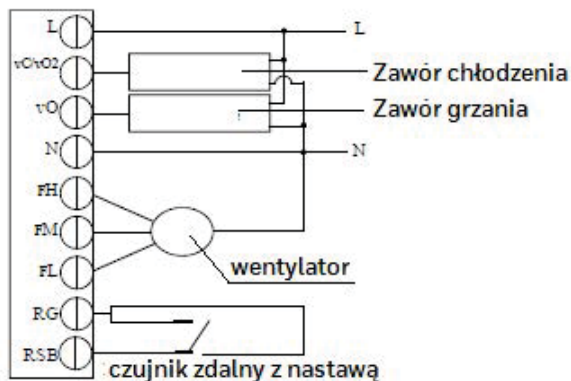 L
L
vC/vO2
Zawór chłodzenia
vO
Zawór grzania
N
N
FH
FM
FL
wentylator
RG
RSB
czujnik zdalny z nastawą